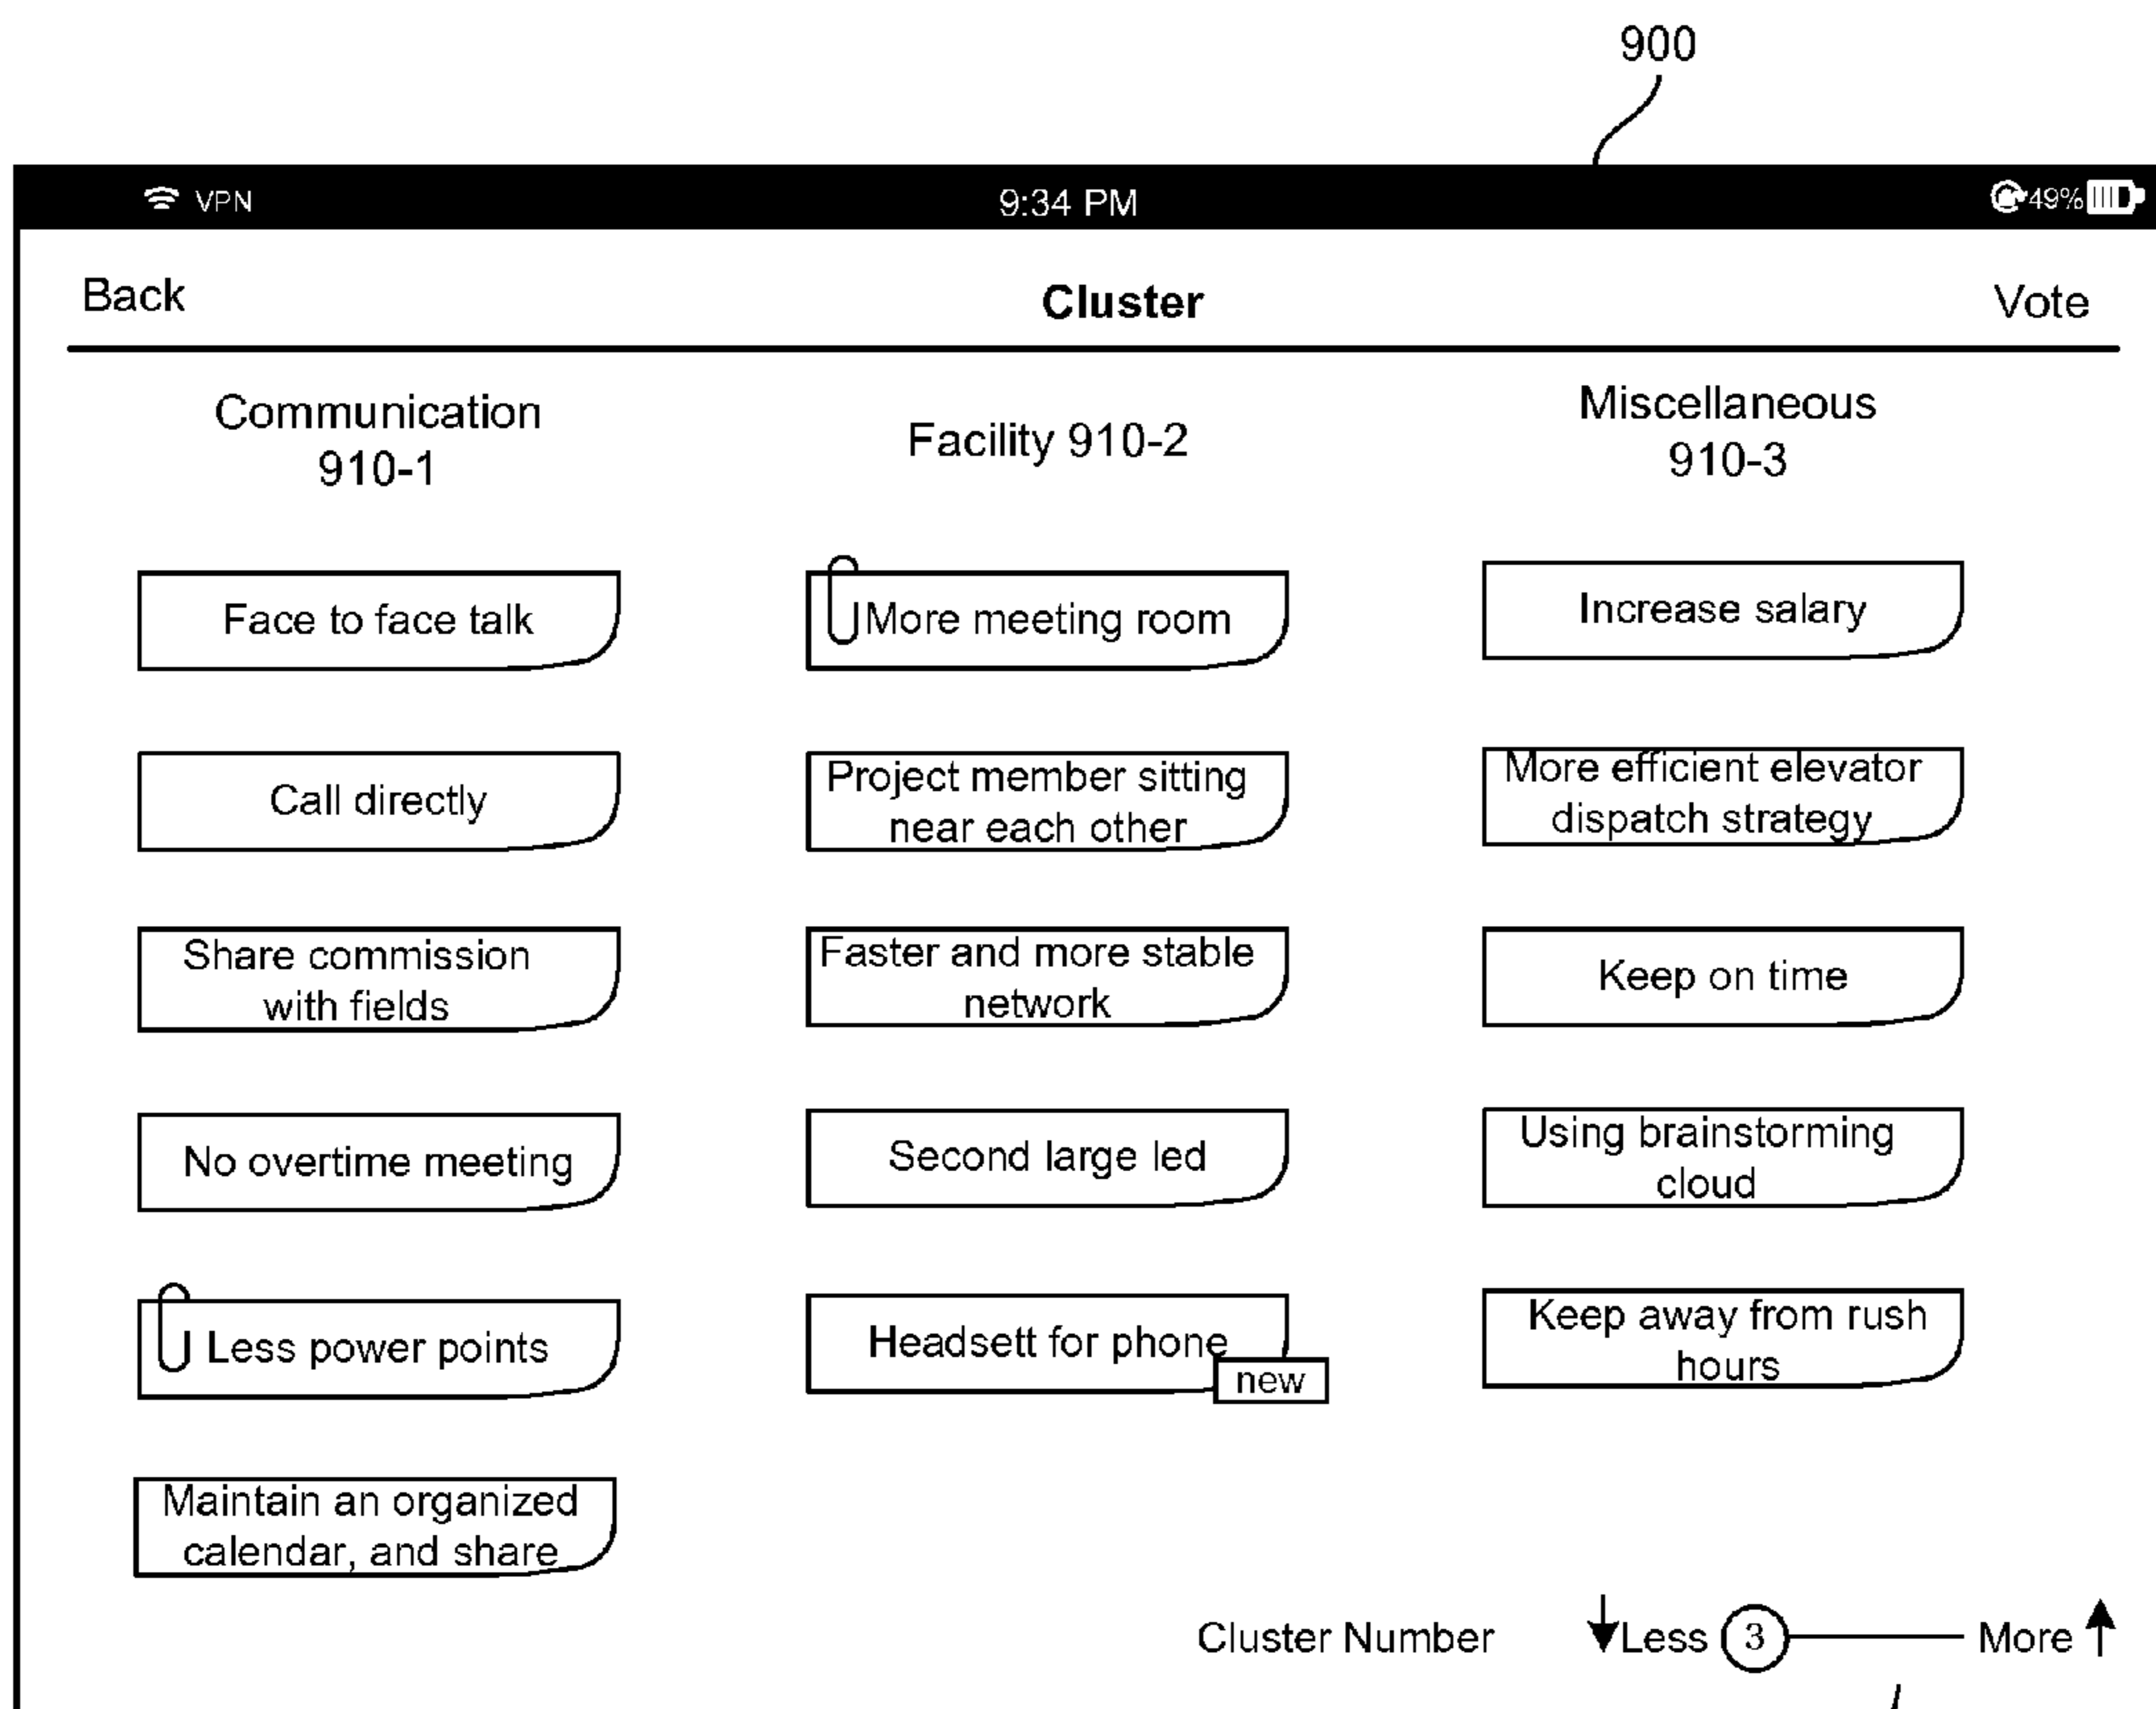 900
VPN 9:34 PM 49%
Back Cluster Vote
Communication
910-1
Facility 910-2
Miscellaneous
910-3
Face to face talk
Call directly
Share commission
with fields
No overtime meeting
Less power points
Maintain an organized
calendar, and share
More meeting room
Project member sitting
near each other
Faster and more stable
network
Second large led
Headsett for phone
new
Increase salary
More efficient elevator
dispatch strategy
Keep on time
Using brainstorming
cloud
Keep away from rush
hours
Cluster Number Less 3 More